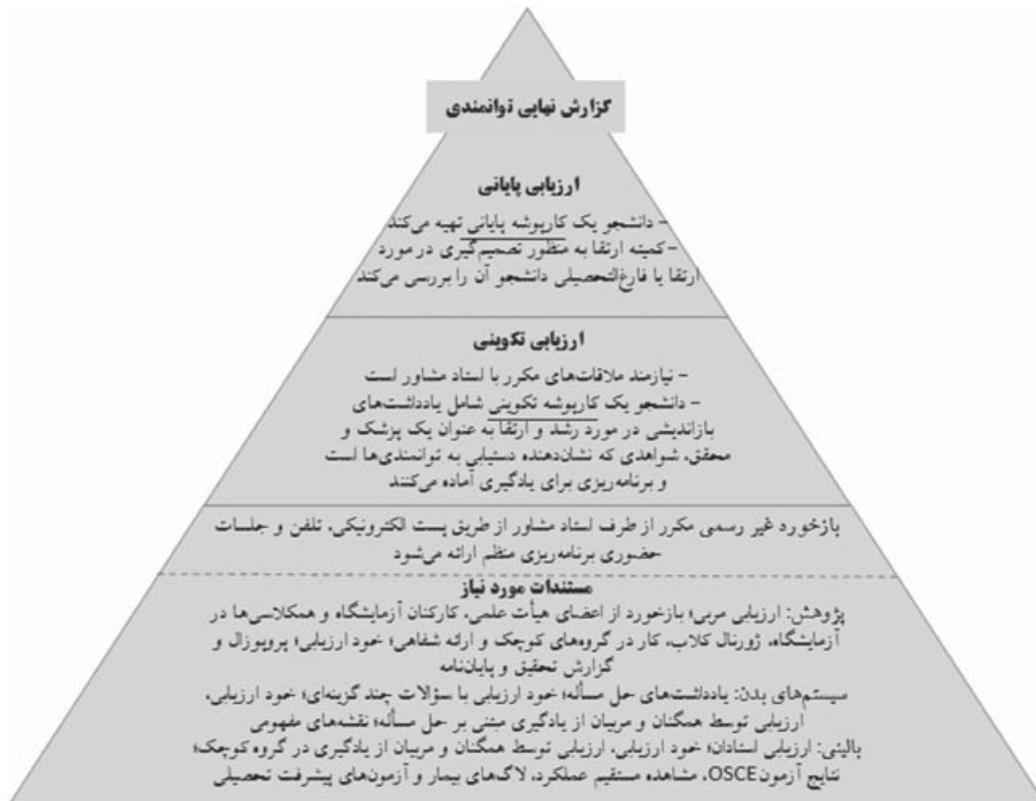 گزارش نهایی توانمندی
ارزیابی پایانی
– دانشجو یک کارپوشه پایانی تهیه می‌کند
–کمیته ارتقا به منظور تصمیم‌گیری در مورد
ارتقا یا فارغ‌التحصیلی دانشجو آن را بررسی می‌کند
ارزیابی تکوینی
– نیازمند ملاقات‌های مکرر با استاد مشاور است
– دانشجو یک کارپوشه تکوینی شامل یادداشت‌های
بازاندیشی در مورد رشد و ارتقا به عنوان یک پزشک و
محقق، شواهدی که نشان‌دهنده دستیابی به توانمندی‌ها است
و برنامه‌ریزی برای یادگیری آماده می‌کنند
بازخورد غیر رسمی مکرر از طرف استاد مشاور از طریق پست الکترونیکی، تلفن و جلسات
حضوری برنامه‌ریزی منظم ارائه می‌شود
مستندات مورد نیاز
پژوهش: ارزیابی مربی؛ بازخورد از اعضای هیأت علمی، کارکنان آزمایشگاه و همکلاسی‌ها در
آزمایشگاه، ژورنال کلاب، کار در گروه‌های کوچک و ارائه شفاهی؛ خود ارزیابی؛ پروپوزال و
گزارش تحقیق و پایان‌نامه
سیستم‌های بدن: یادداشت‌های حل مسأله؛ خود ارزیابی با سؤالات چند گزینه‌ای؛ خود ارزیابی،
ارزیابی توسط همگنان و مربیان از یادگیری مبتنی بر حل مسأله؛ نقشه‌های مفهومی
بالینی: ارزیابی استادان؛ خود ارزیابی، ارزیابی توسط همگنان و مربیان از یادگیری در گروه کوچک؛
نتایج آزمون OSCE، مشاهده مستقیم عملکرد، لاگ‌های بیمار و آزمون‌های پیشرفت تحصیلی